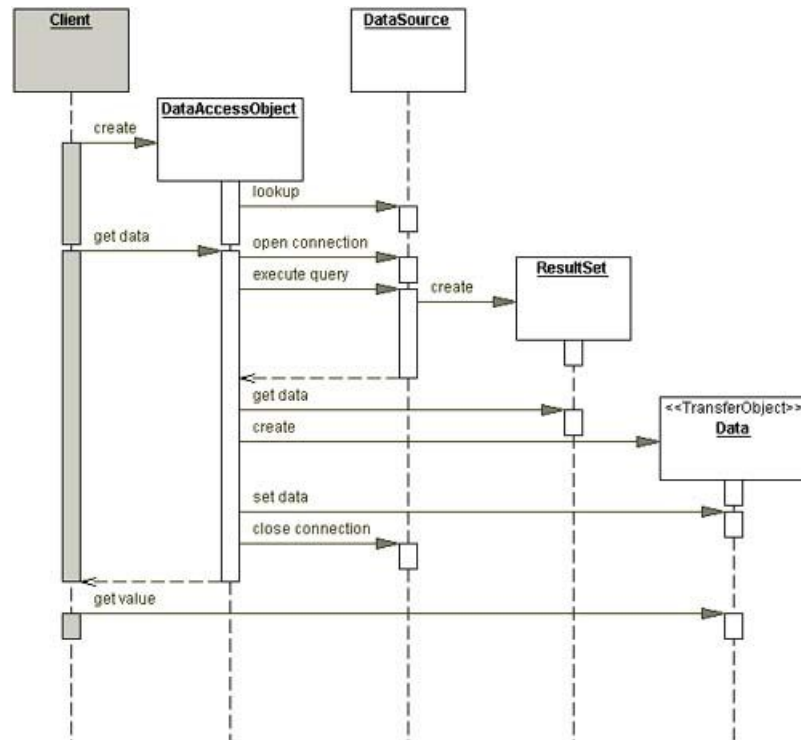 Client
DataSource
DataAccessObject
create
lookup
get data
open connection
execute query
ResultSet
create
get data
<<TransferObject>>
Data
create
set data
close connection
get value